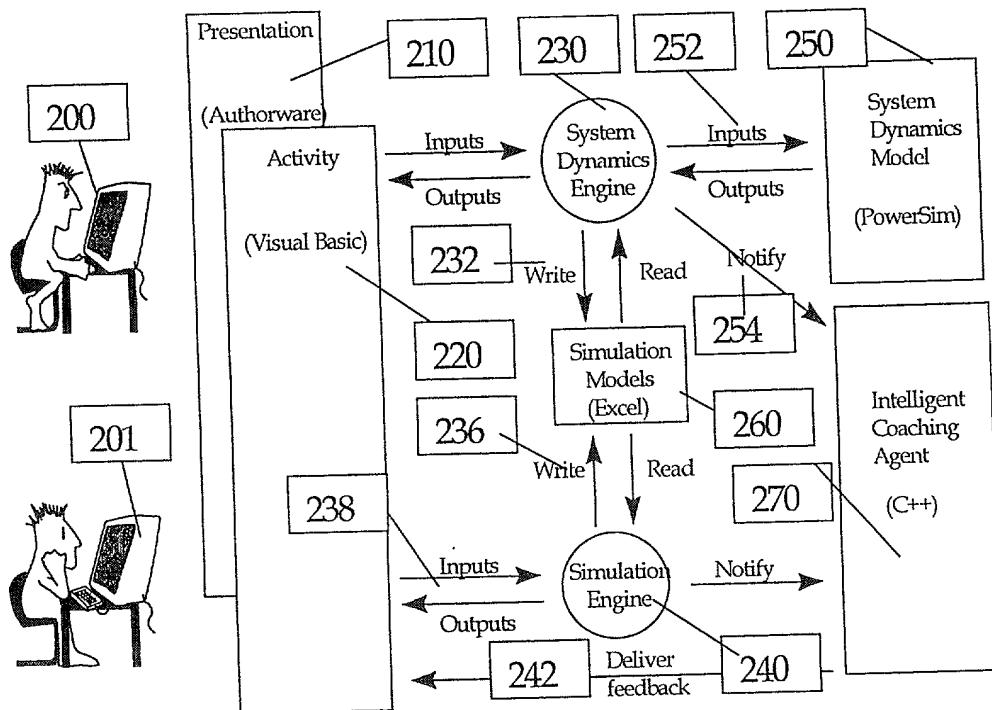 Presentation
(Authorware)
210
230
252
250
200
Activity
(Visual Basic)
Inputs
Outputs
System
Dynamics
Engine
Inputs
Outputs
System
Dynamics
Model
(PowerSim)
232
Write
Read
Notify
254
220
Simulation
Models
(Excel)
260
236
Write
Read
270
Intelligent
Coaching
Agent
(C++)
201
238
Inputs
Outputs
Simulation
Engine
Notify
242
Deliver
feedback
240